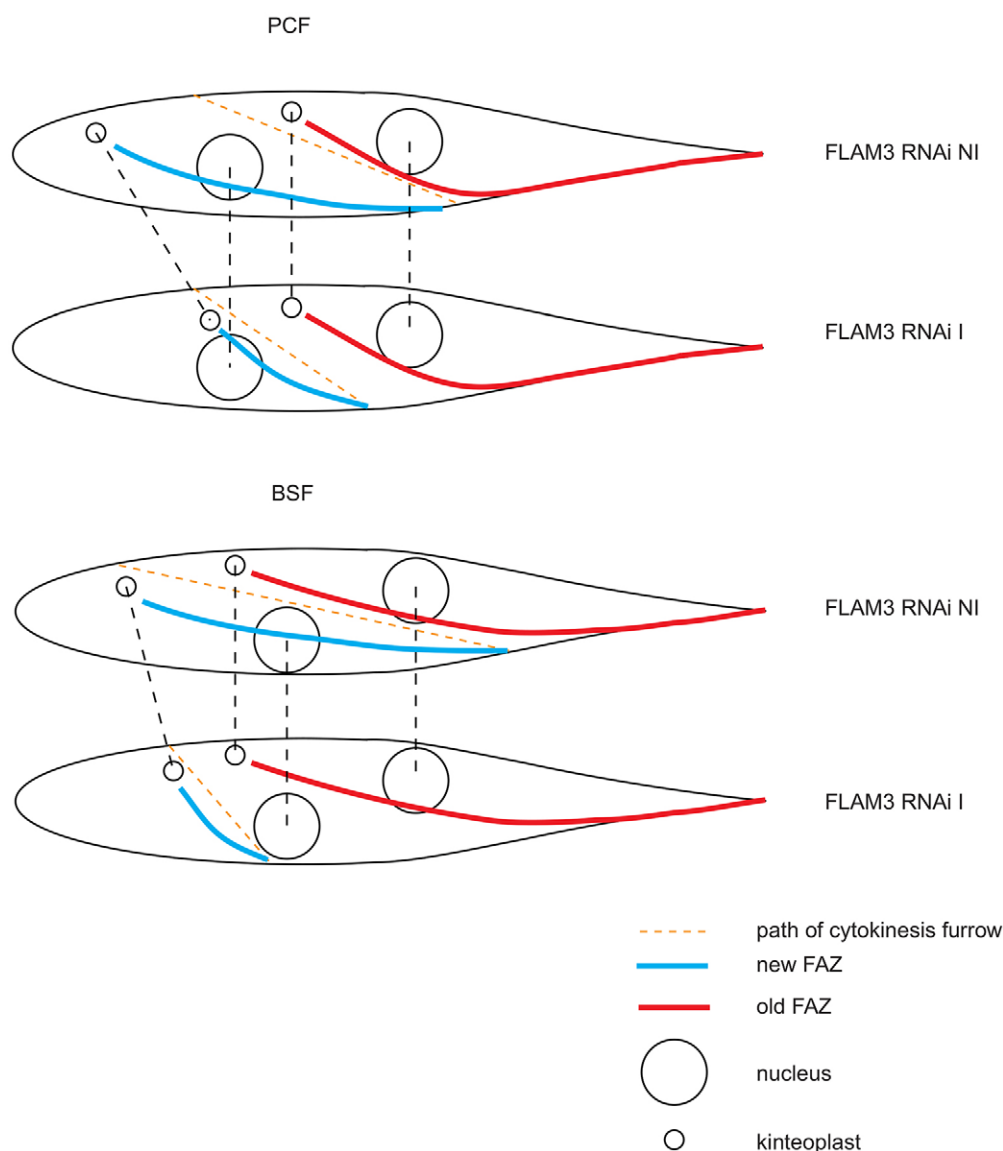 PCF
FLAM3 RNAi NI
FLAM3 RNAi I
BSF
FLAM3 RNAi NI
FLAM3 RNAi I
path of cytokinesis furrow
new FAZ
old FAZ
nucleus
kinteoplast